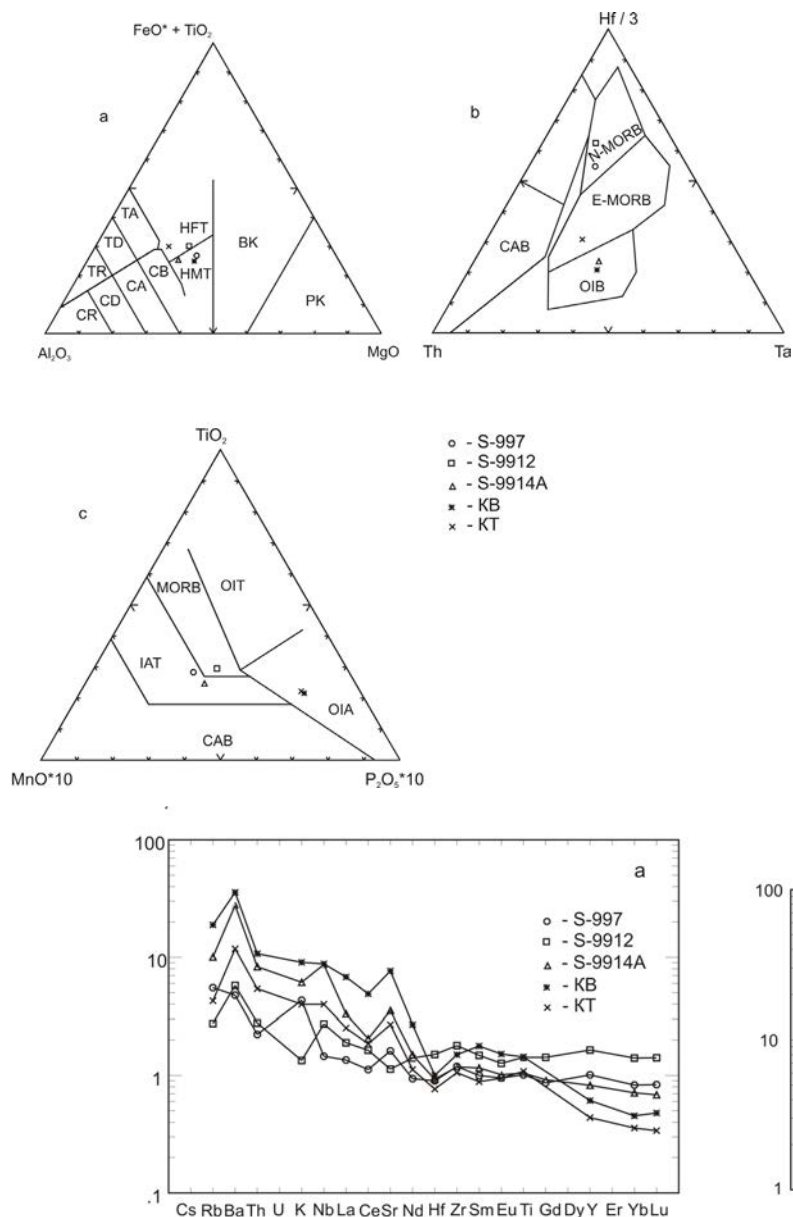 FeO* + TiO₂
a
TA
TD
TR
CR
CD
CA
CB
HFT
HMT
BK
PK
Al₂O₃
MgO
Hf / 3
b
N-MORB
E-MORB
CAB
OIB
Th
Ta
TiO₂
c
MORB
OIT
IAT
OIA
CAB
MnO*10
P₂O₅*10
- S-997
- S-9912
- S-9914A
- KB
- KT
100
10
1
.1
a
- S-997
- S-9912
- S-9914A
- KB
- KT
Cs Rb Ba Th U K Nb La Ce Sr Nd Hf Zr Sm Eu Ti Gd Dy Y Er Yb Lu
100
10
1